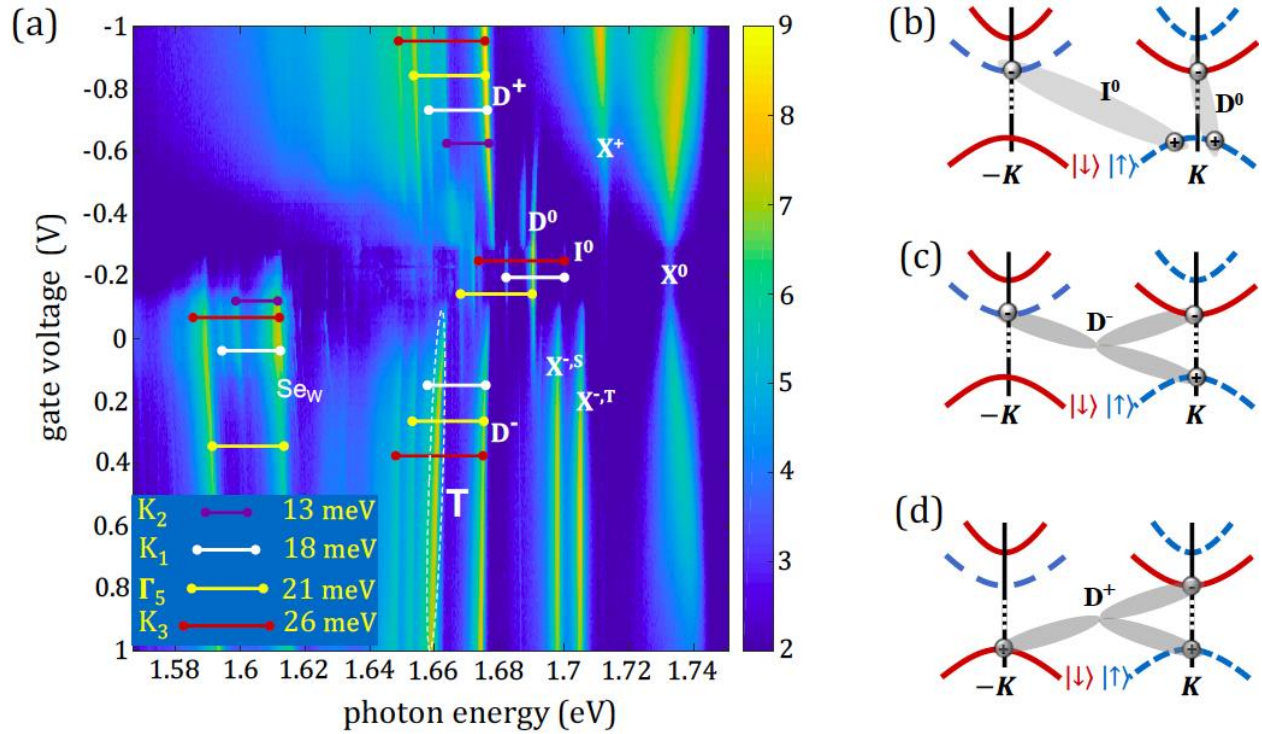 (a)
-1
-0.8
-0.6
-0.4
-0.2
0
0.2
0.4
0.6
0.8
1
gate voltage (V)
1.58 1.6 1.62 1.64 1.66 1.68 1.7 1.72 1.74
photon energy (eV)
D⁺
X⁺
D⁰
I⁰
X⁰
Se_W
X⁻,ˢ
X⁻,ᵀ
D⁻
T
K₂ 13 meV
K₁ 18 meV
Γ₅ 21 meV
K₃ 26 meV
9
8
7
6
5
4
3
2
(b)
I⁰
D⁰
-
-
+
+
−K |↓⟩ |↑⟩ K
(c)
D⁻
-
-
+
−K |↓⟩ |↑⟩ K
(d)
D⁺
-
+
+
−K |↓⟩ |↑⟩ K